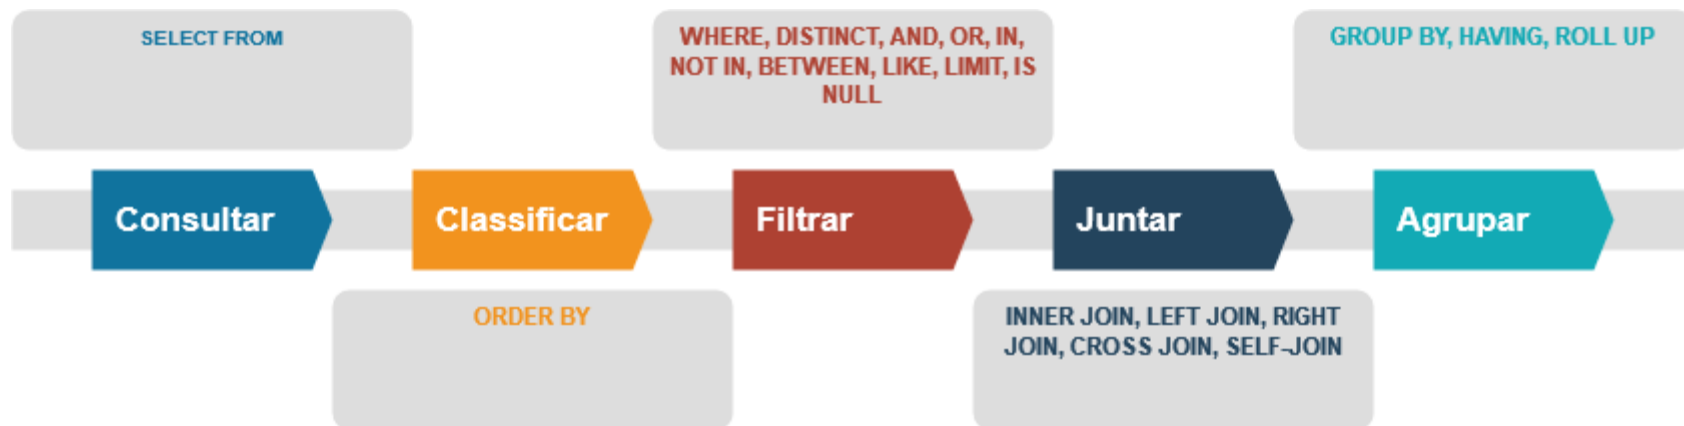 SELECT FROM
WHERE, DISTINCT, AND, OR, IN,
NOT IN, BETWEEN, LIKE, LIMIT, IS
NULL
GROUP BY, HAVING, ROLL UP
Consultar
Classificar
Filtrar
Juntar
Agrupar
ORDER BY
INNER JOIN, LEFT JOIN, RIGHT
JOIN, CROSS JOIN, SELF-JOIN